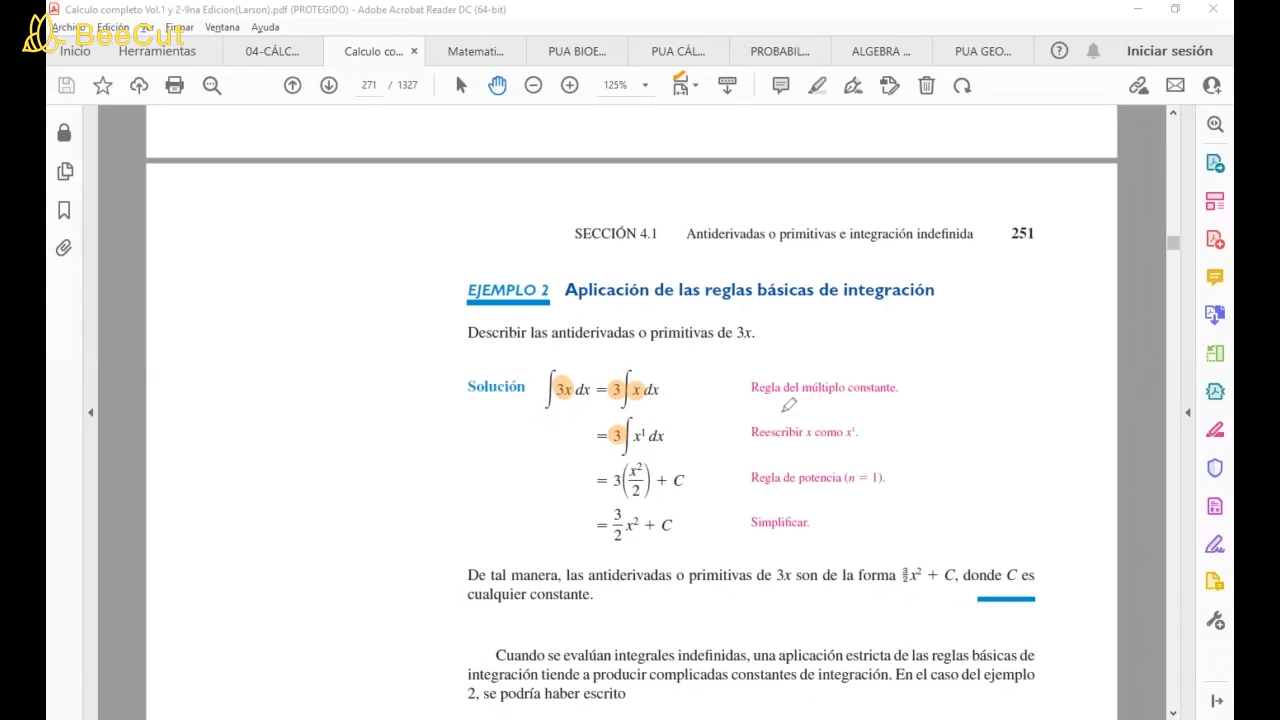 Calculo completo Vol.1 y 2-9na Edicion(Larson).pdf (PROTEGIDO) - Adobe Acrobat Reader DC (64-bit)
Archivo Edición Ver Firmar Ventana Ayuda
BeeCut
Inicio Herramientas 04-CÁLC... Calculo co... × Matemati... PUA BIOE... PUA CÁL... PROBABIL... ALGEBRA ... PUA GEO... Iniciar sesión
271 / 1327 125%
SECCIÓN 4.1 Antiderivadas o primitivas e integración indefinida 251
EJEMPLO 2 Aplicación de las reglas básicas de integración
Describir las antiderivadas o primitivas de 3x.
Solución ∫ 3x dx = 3 ∫ x dx Regla del múltiplo constante.
= 3 ∫ x¹ dx Reescribir x como x¹.
= 3(x²/2) + C Regla de potencia (n = 1).
= 3/2 x² + C Simplificar.
De tal manera, las antiderivadas o primitivas de 3x son de la forma 3/2 x² + C, donde C es
cualquier constante.
Cuando se evalúan integrales indefinidas, una aplicación estricta de las reglas básicas de
integración tiende a producir complicadas constantes de integración. En el caso del ejemplo
2, se podría haber escrito